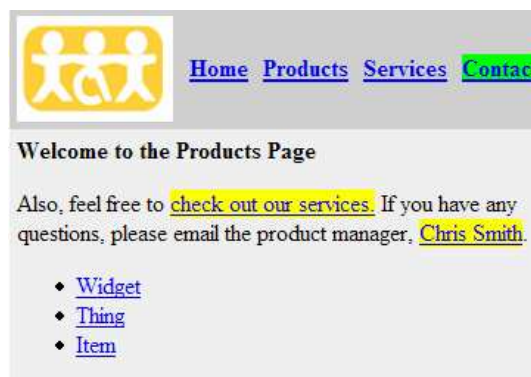 Home Products Services Contac
Welcome to the Products Page
Also, feel free to check out our services. If you have any
questions, please email the product manager, Chris Smith.
Widget
Thing
Item